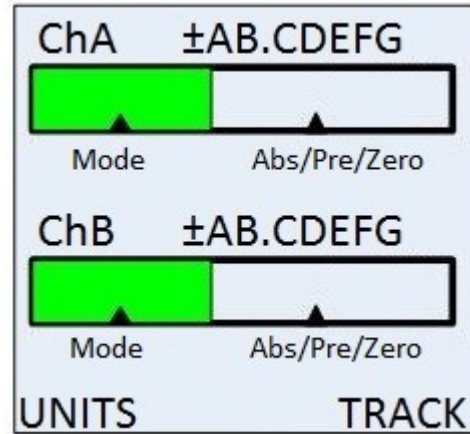 ChA ±AB.CDEFG
Mode Abs/Pre/Zero
ChB ±AB.CDEFG
Mode Abs/Pre/Zero
UNITS TRACK